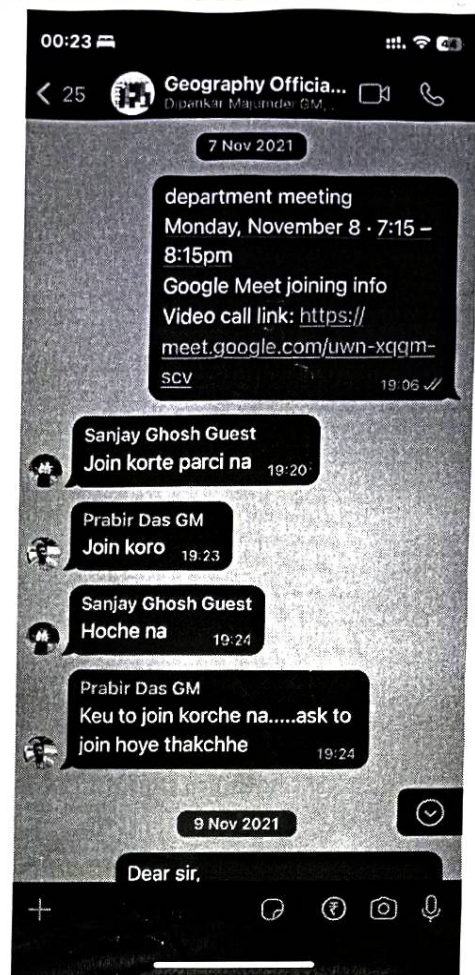 00:23
44
25
Geography Officia...
Dipankar Majumder GM, ..
7 Nov 2021
department meeting
Monday, November 8 · 7:15 –
8:15pm
Google Meet joining info
Video call link: https://
meet.google.com/uwn-xqqm-
scv
19:06
Sanjay Ghosh Guest
Join korte parci na 19:20
Prabir Das GM
Join koro 19:23
Sanjay Ghosh Guest
Hoche na 19:24
Prabir Das GM
Keu to join korche na.....ask to
join hoye thakchhe 19:24
9 Nov 2021
Dear sir,
₹